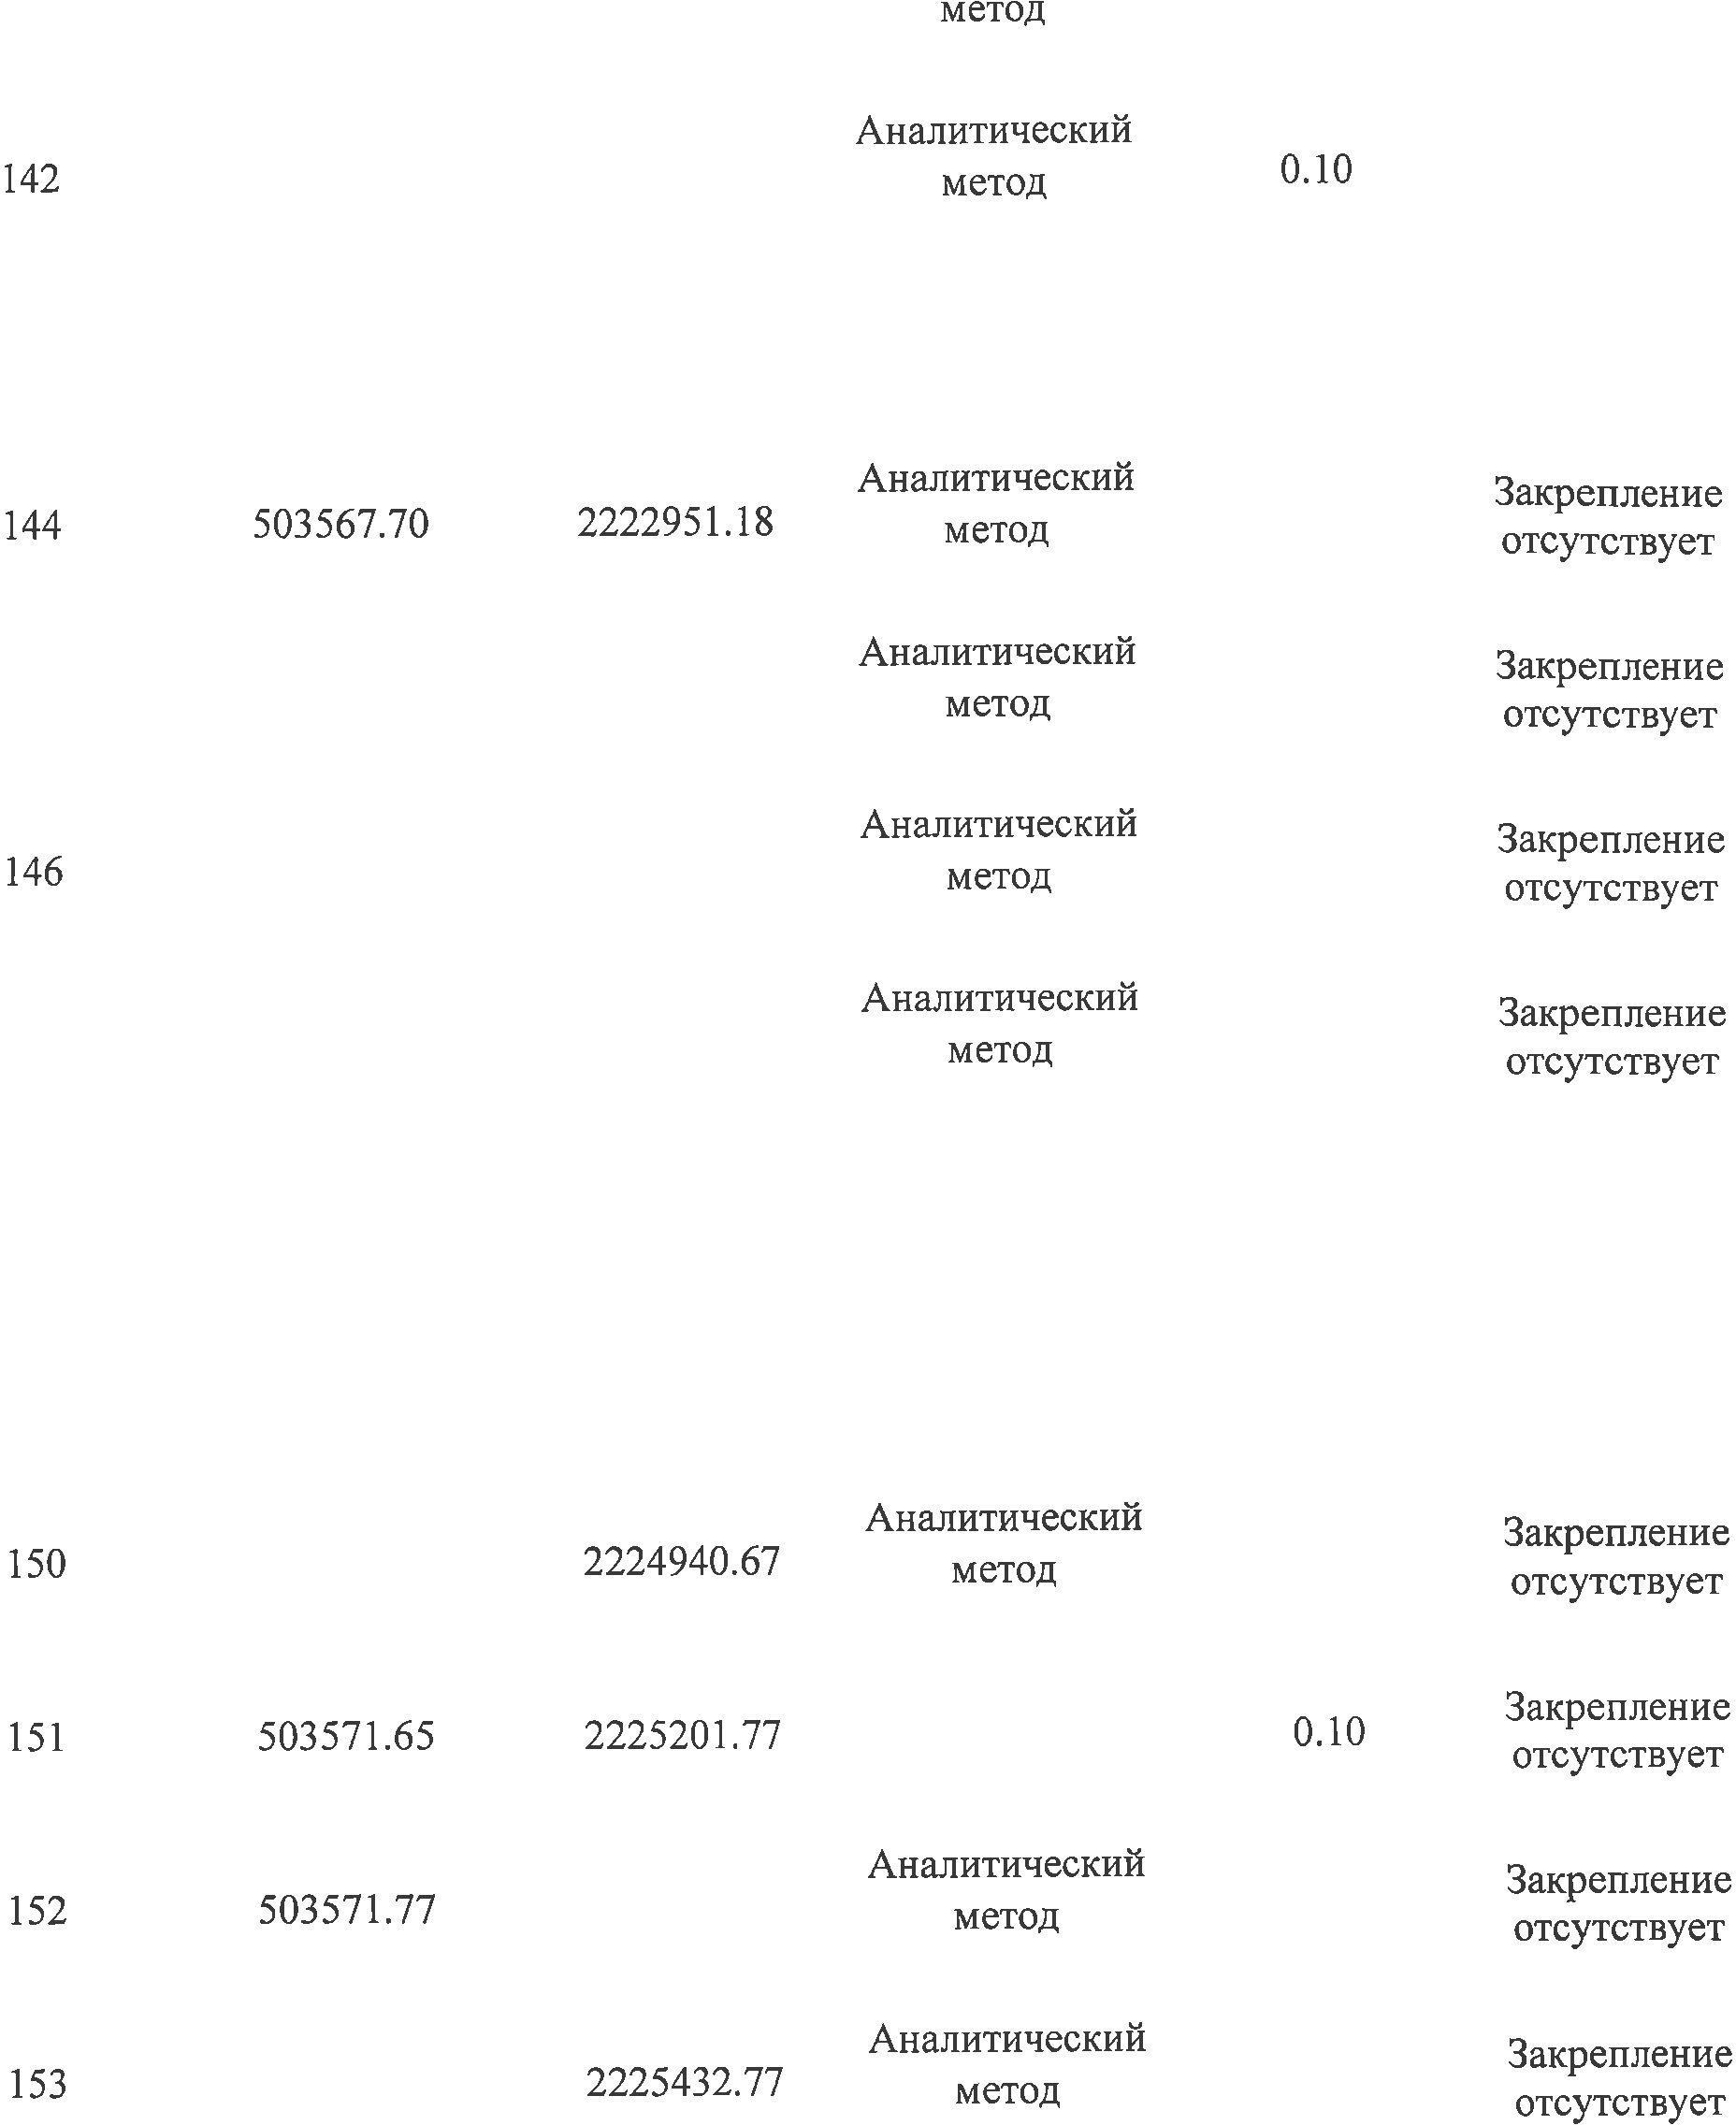 метод
Аналитический
142 метод 0.10
Аналитический Закрепление
144 503567.70 2222951.18 метод отсутствует
Аналитический Закрепление
метод отсутствует
Аналитический Закрепление
146 метод отсутствует
Аналитический Закрепление
метод отсутствует
Аналитический Закрепление
150 2224940.67 метод отсутствует
Закрепление
151 503571.65 2225201.77 0.10 отсутствует
Аналитический Закрепление
152 503571.77 метод отсутствует
Аналитический Закрепление
153 2225432.77 метод отсутствует